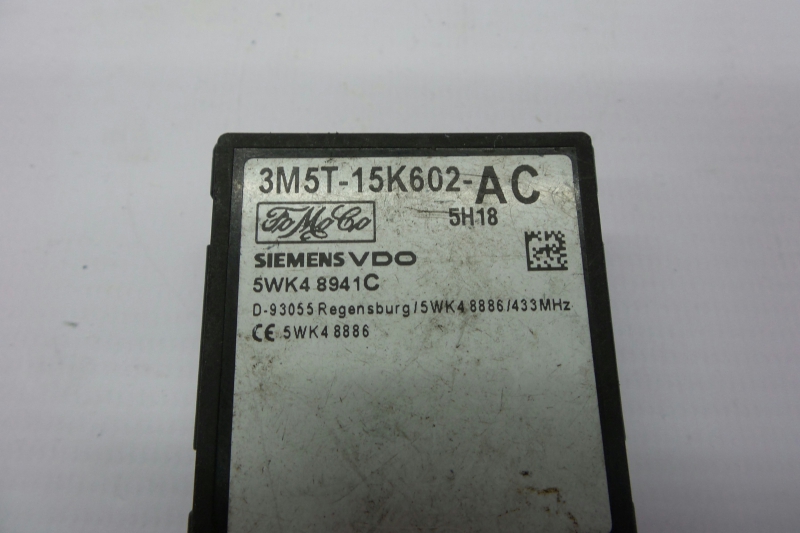 3M5T-15K602-AC
FoMoCo 5H18
SIEMENS VDO
5WK4 8941C
D-93055 Regensburg/5WK4 8886/433MHz
CE 5WK4 8886